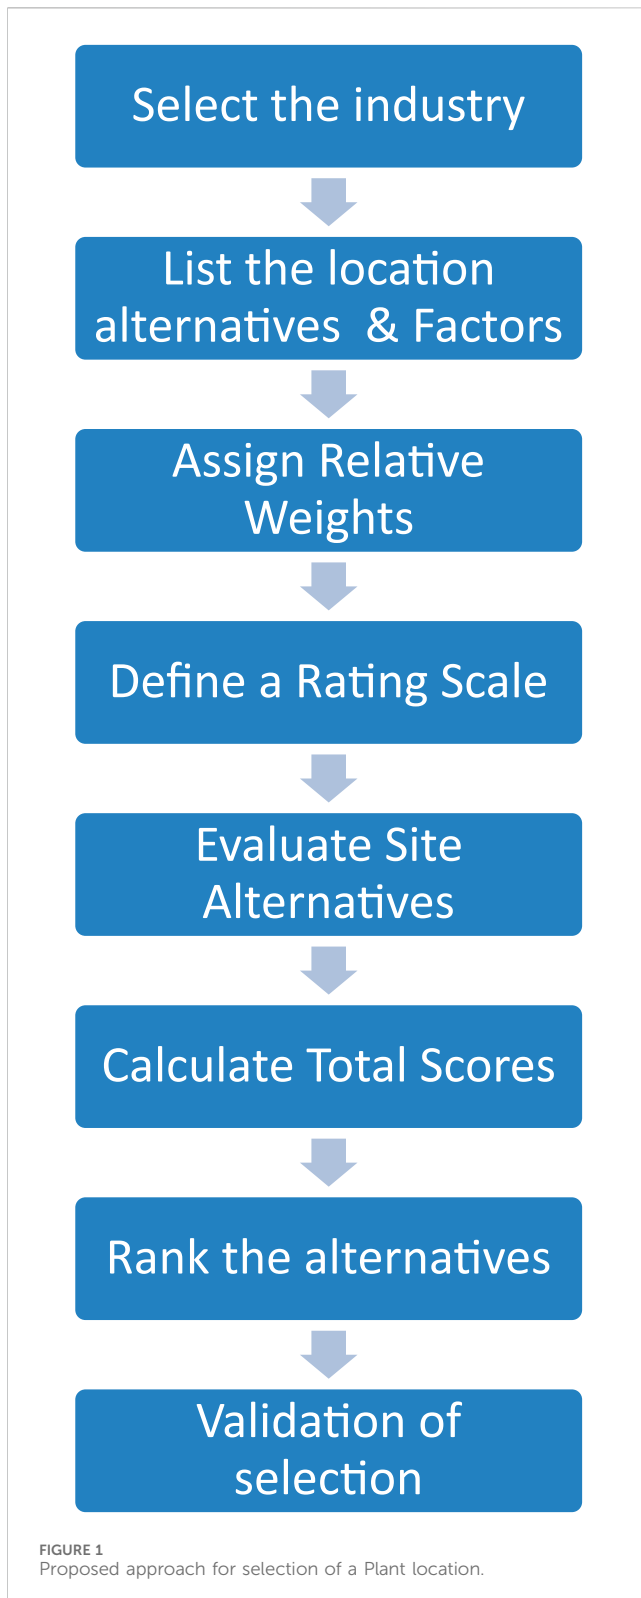 Select the industry
List the location
alternatives & Factors
Assign Relative
Weights
Define a Rating Scale
Evaluate Site
Alternatives
Calculate Total Scores
Rank the alternatives
Validation of
selection
FIGURE 1
Proposed approach for selection of a Plant location.